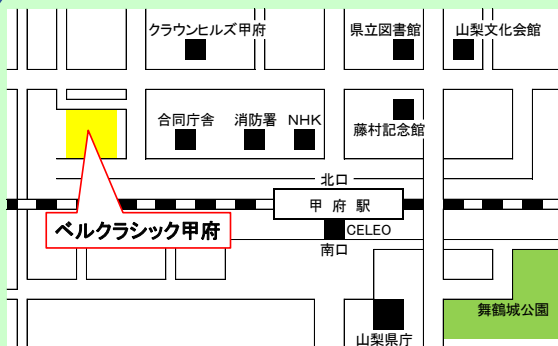 クラウンヒルズ甲府
県立図書館
山梨文化会館
合同庁舎
消防署
NHK
藤村記念館
北口
甲府駅
ベルクラシック甲府
CELEO
南口
舞鶴城公園
山梨県庁